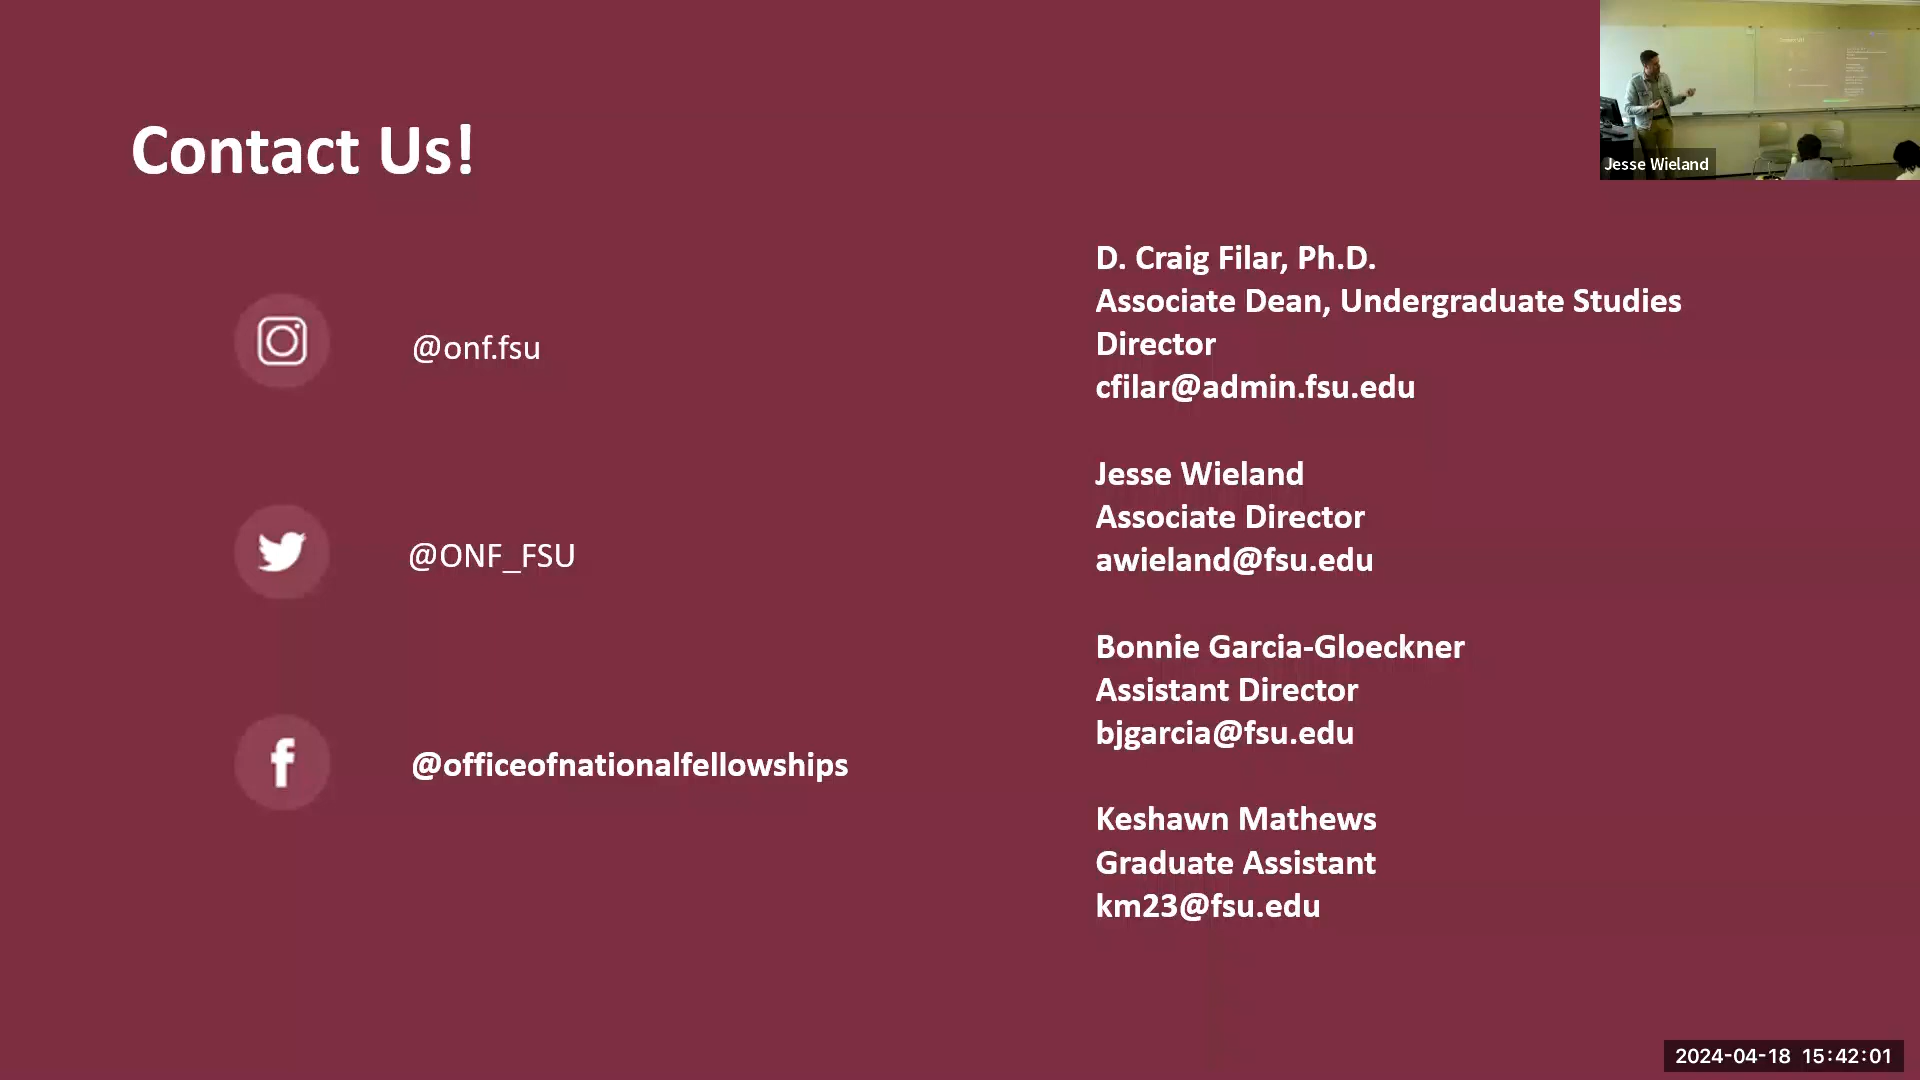 Contact Us!
@onf.fsu
@ONF_FSU
@officeofnationalfellowships
D. Craig Filar, Ph.D.
Associate Dean, Undergraduate Studies
Director
cfilar@admin.fsu.edu
Jesse Wieland
Associate Director
awieland@fsu.edu
Bonnie Garcia-Gloeckner
Assistant Director
bjgarcia@fsu.edu
Keshawn Mathews
Graduate Assistant
km23@fsu.edu
Jesse Wieland
2024-04-18 15:42:01